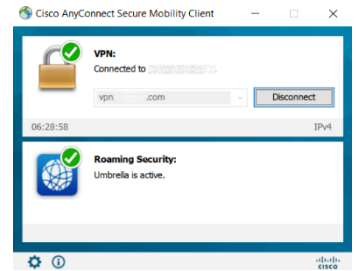 Cisco AnyConnect Secure Mobility Client
VPN:
Connected to
vpn. .com
Disconnect
06:28:58
IPv4
Roaming Security:
Umbrella is active.
CISCO